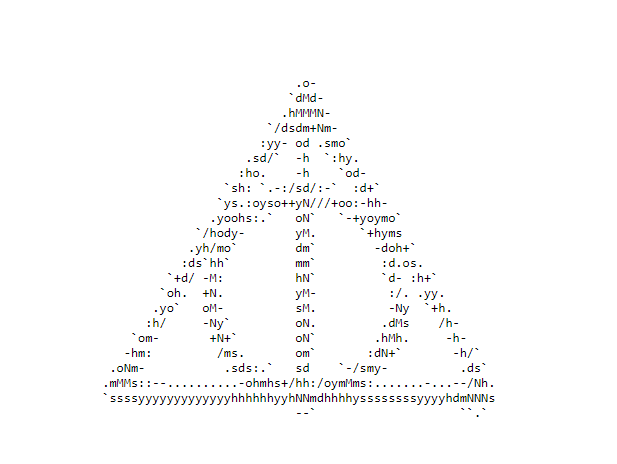 .o-
`dMd-
.hMMMN-
`/dsdm+Nm-
:yy- od .smo`
.sd/`  -h  `:hy.
:ho.    -h    `od-
`sh: `.-:/sd/:-`  :d+`
`ys.:oyso++yN///+oo:-hh-
.yoohs:.`   oN`   `-+yoymo`
`/hody-       yM.      `+hyms
.yh/mo`        dm`        -doh+`
:ds`hh`         mm`         :d.os.
`+d/ -M:          hN`         `d- :h+`
`oh.  +N.          yM-          :/. .yy.
.yo`   oM-          sM.          -Ny  `+h.
:h/     -Ny`         oN.         .dMs    /h-
`om-       +N+`        oN`        .hMh.     -h-
-hm:         /ms.       om`       :dN+`       -h/`
.oNm-           .sds:.`   sd    `-/smy-          .ds`
.mMMs::--..........-ohmhs+/hh:/oymMms:.......-...--/Nh.
`ssssyyyyyyyyyyyyyhhhhhhyyhNNmdhhhhyssssssssyyyyhdmNNNs
--`                    ``.`